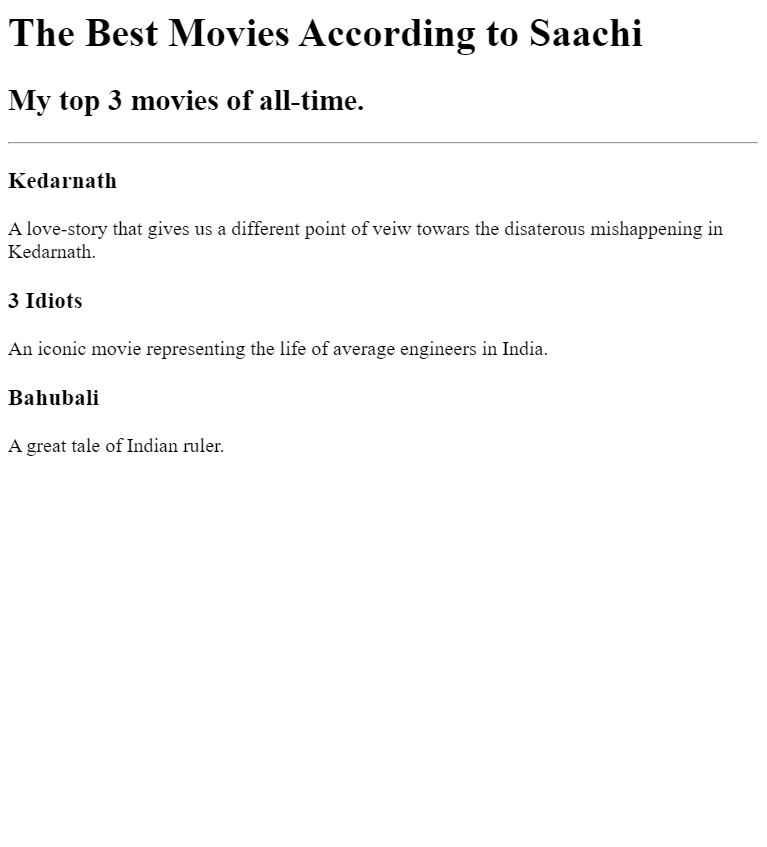 The Best Movies According to Saachi
My top 3 movies of all-time.
Kedarnath
A love-story that gives us a different point of veiw towars the disaterous mishappening in
Kedarnath.
3 Idiots
An iconic movie representing the life of average engineers in India.
Bahubali
A great tale of Indian ruler.